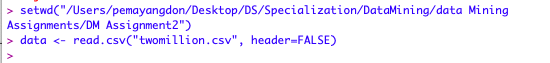 > setwd("/Users/pemayangdon/Desktop/DS/Specialization/DataMining/data Mining
Assignments/DM Assignment2")
> data <- read.csv("twomillion.csv", header=FALSE)
>